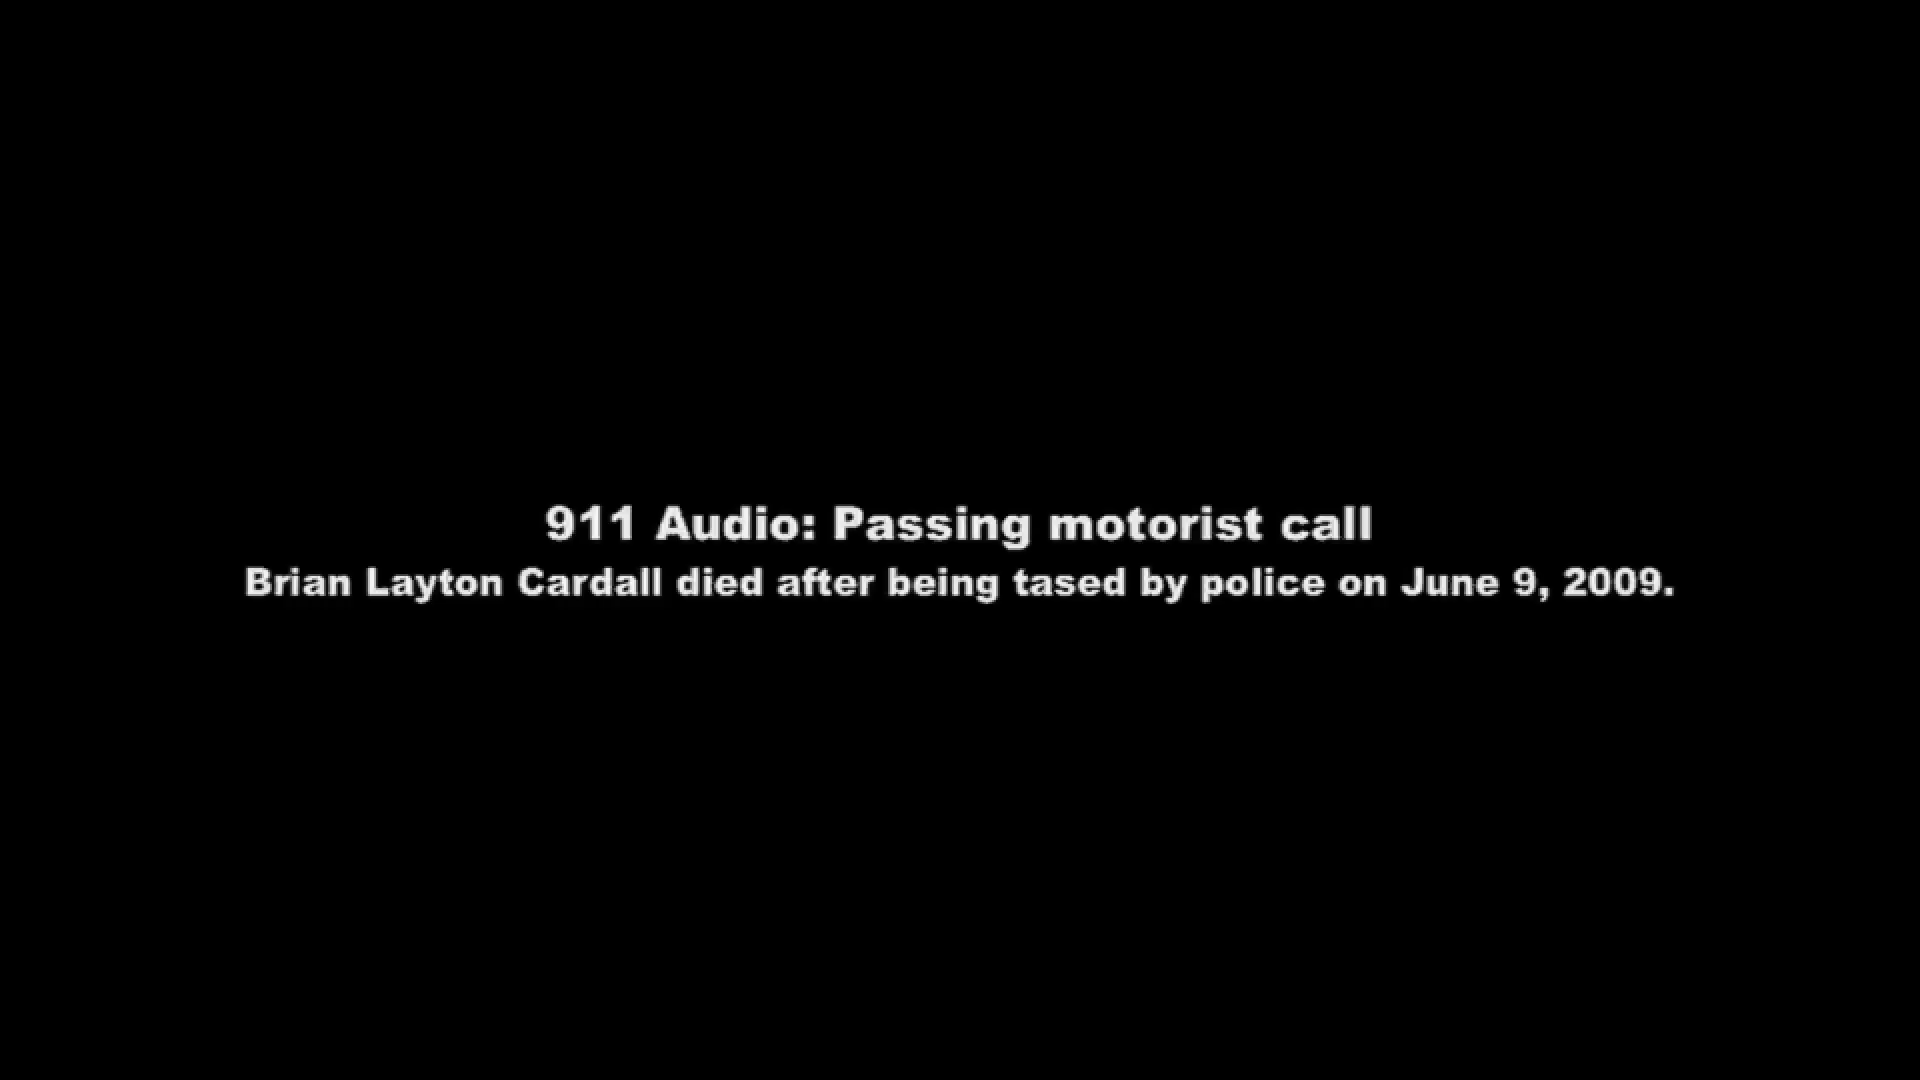 911 Audio: Passing motorist call
Brian Layton Cardall died after being tased by police on June 9, 2009.